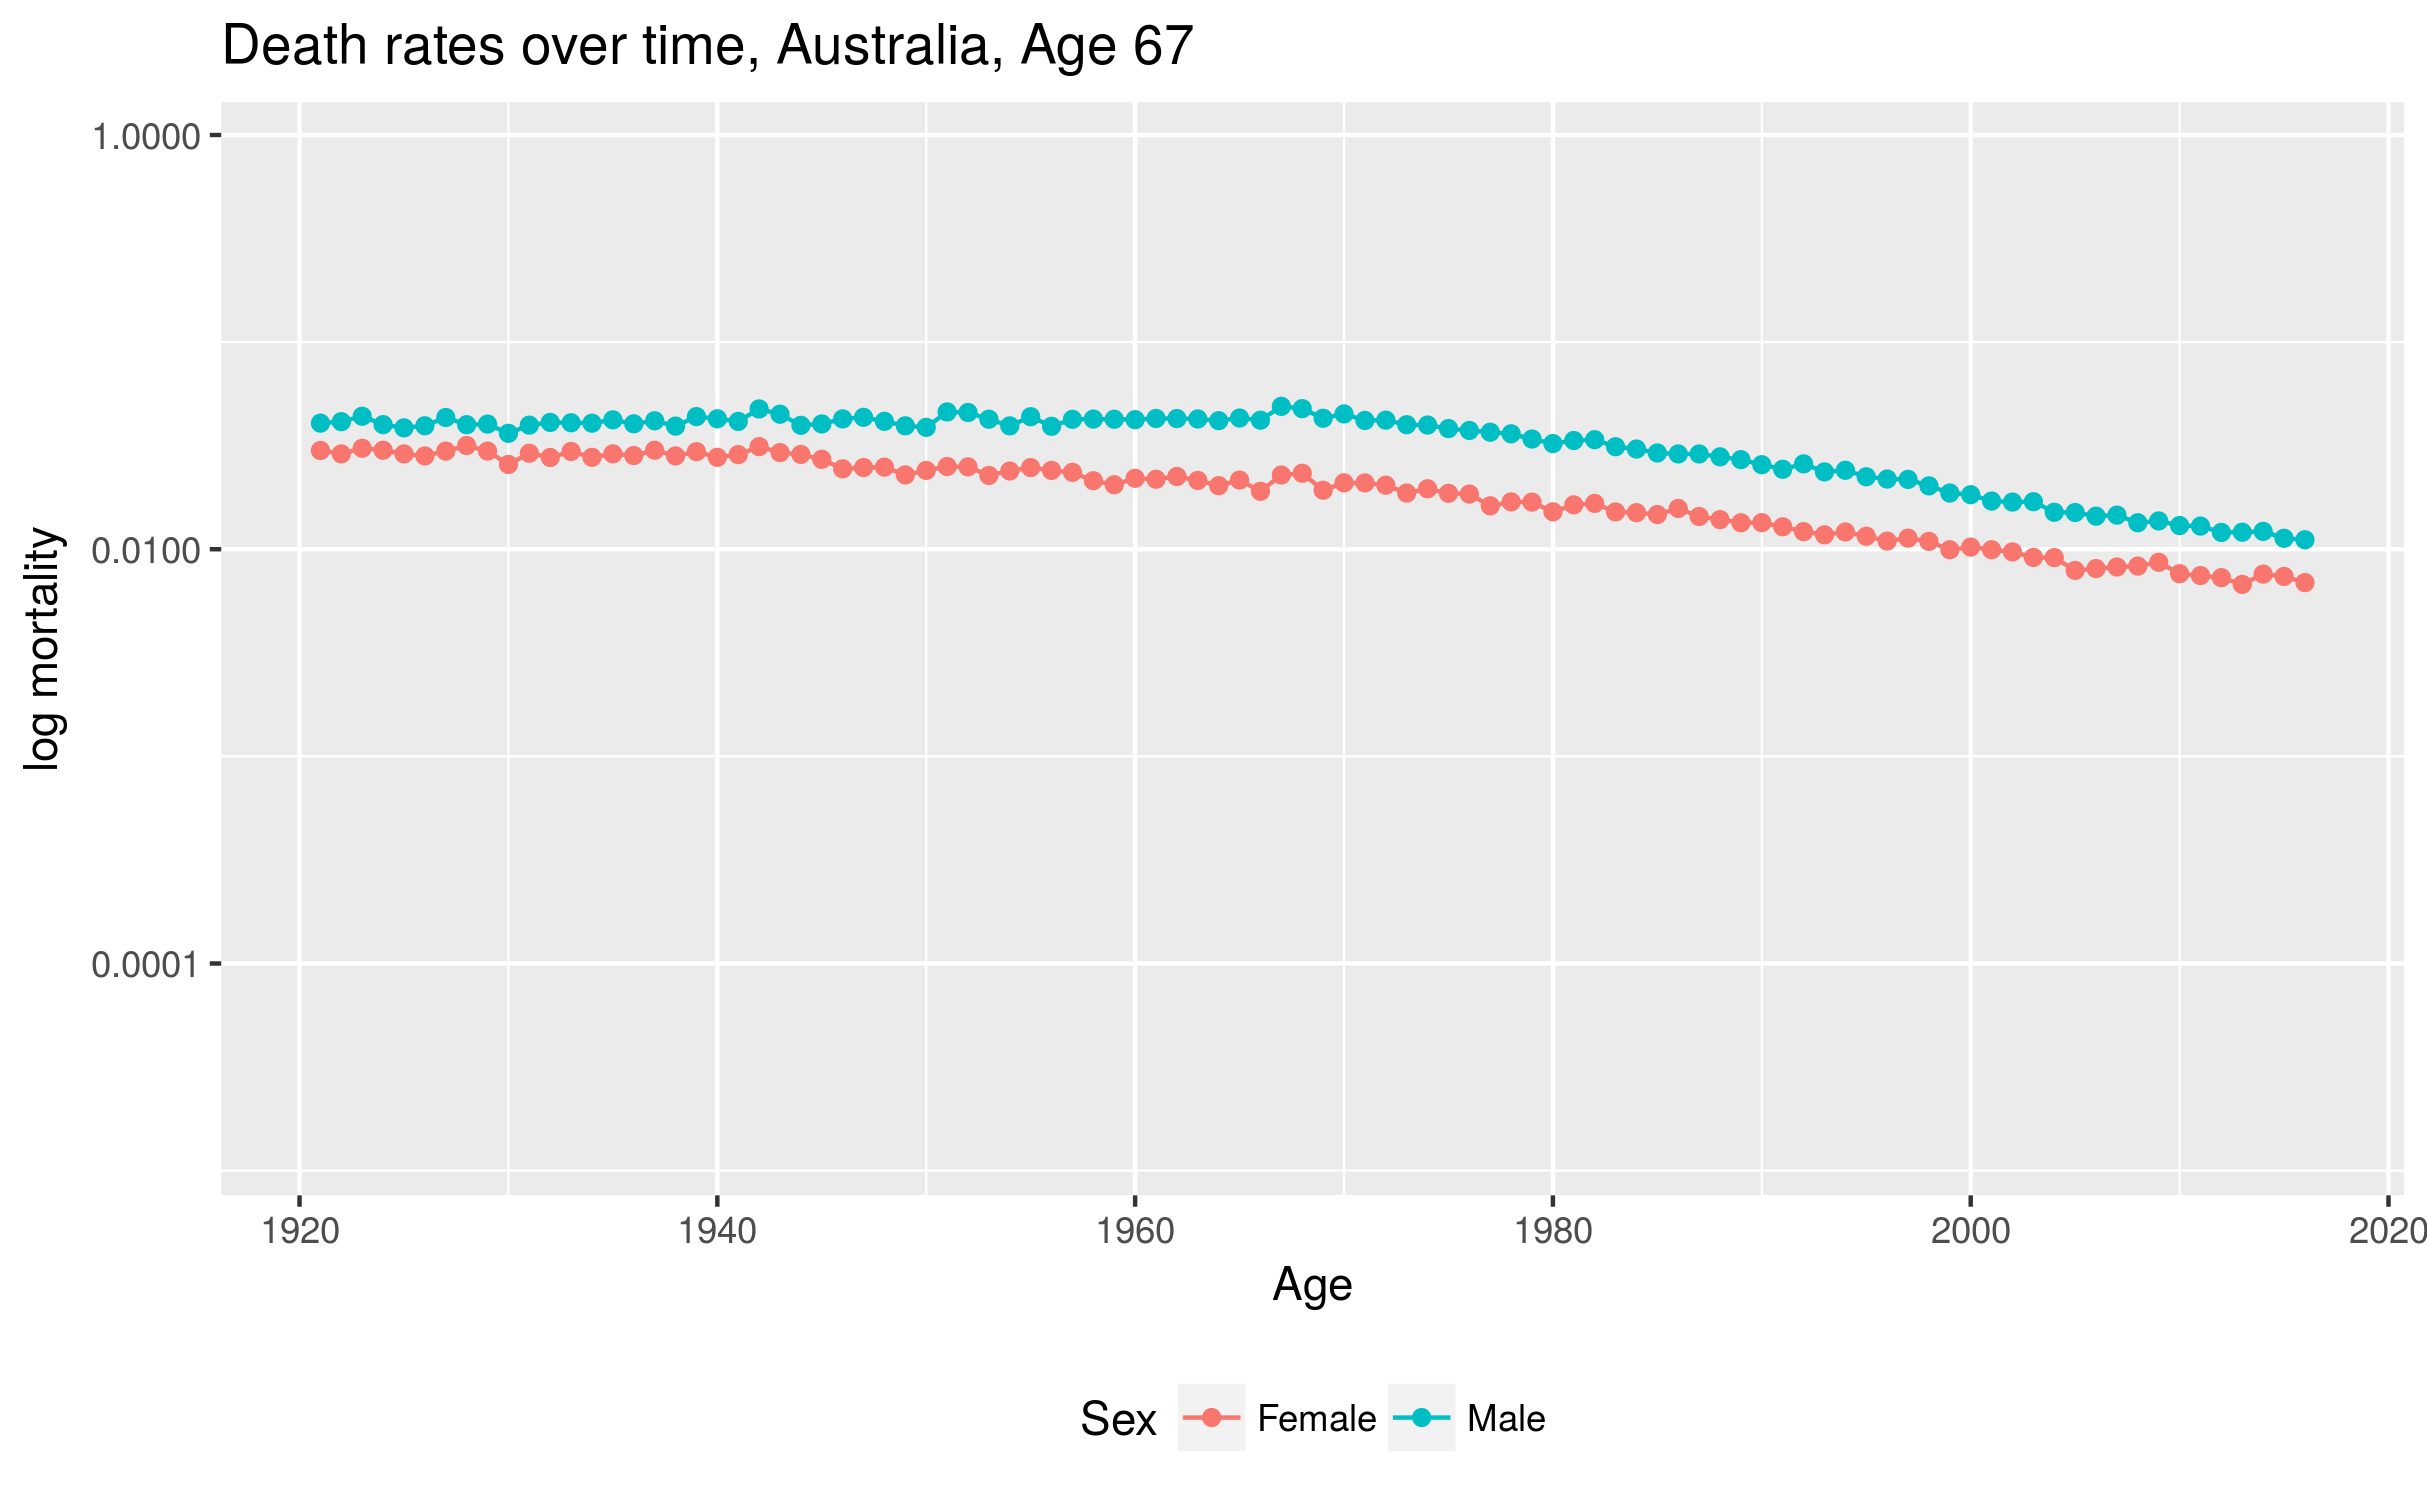 Death rates over time, Australia, Age 67
1.0000
0.0100
0.0001
log mortality
1920 1940 1960 1980 2000 2020
Age
Sex Female Male